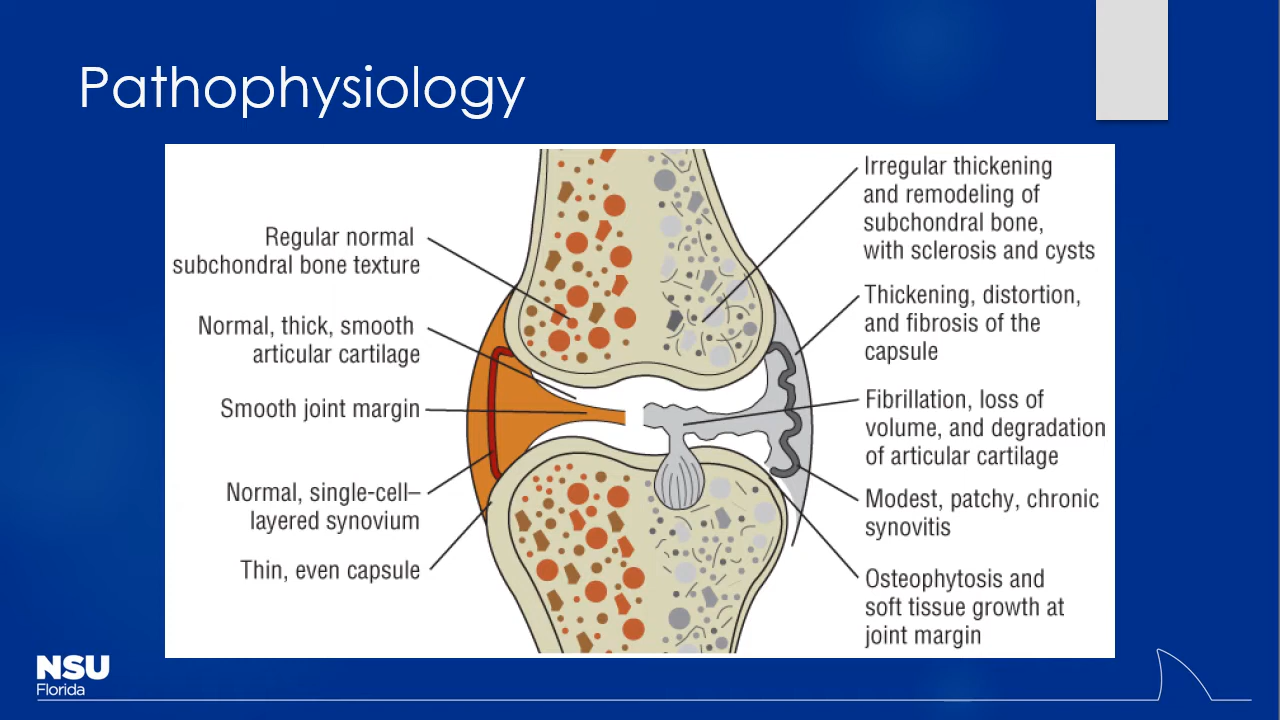 Pathophysiology
Regular normal
subchondral bone texture
Normal, thick, smooth
articular cartilage
Smooth joint margin
Normal, single-cell–
layered synovium
Thin, even capsule
Irregular thickening
and remodeling of
subchondral bone,
with sclerosis and cysts
Thickening, distortion,
and fibrosis of the
capsule
Fibrillation, loss of
volume, and degradation
of articular cartilage
Modest, patchy, chronic
synovitis
Osteophytosis and
soft tissue growth at
joint margin
NSU
Florida